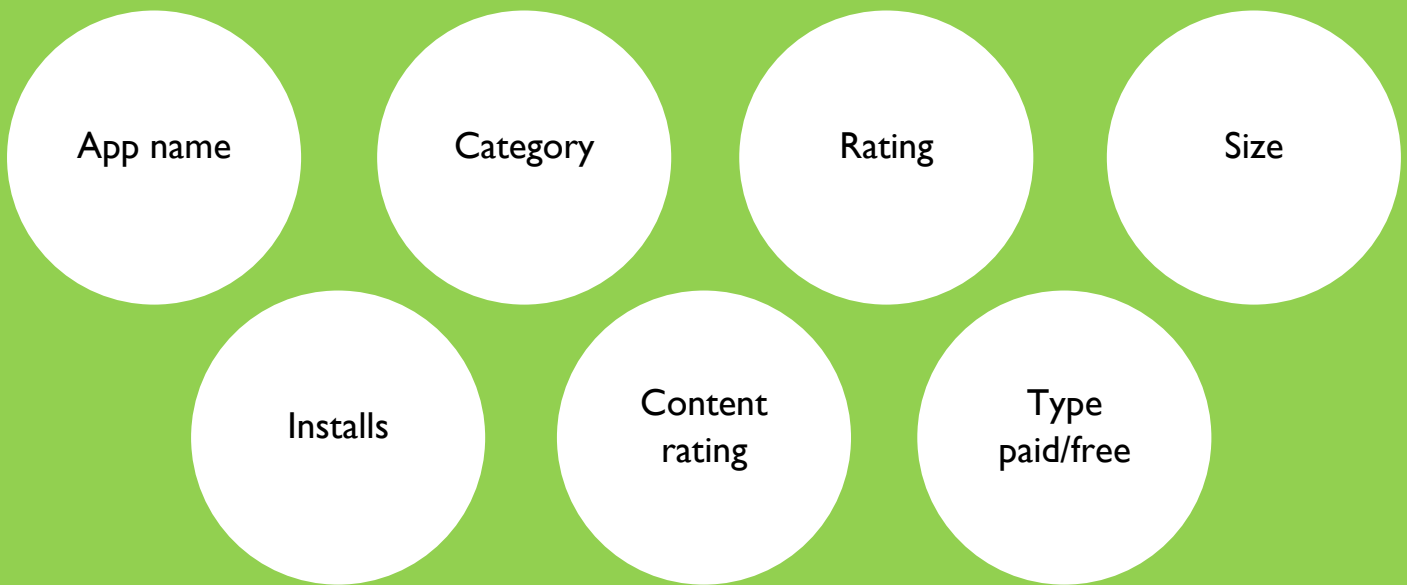 App name
Category
Rating
Size
Installs
Content
rating
Type
paid/free